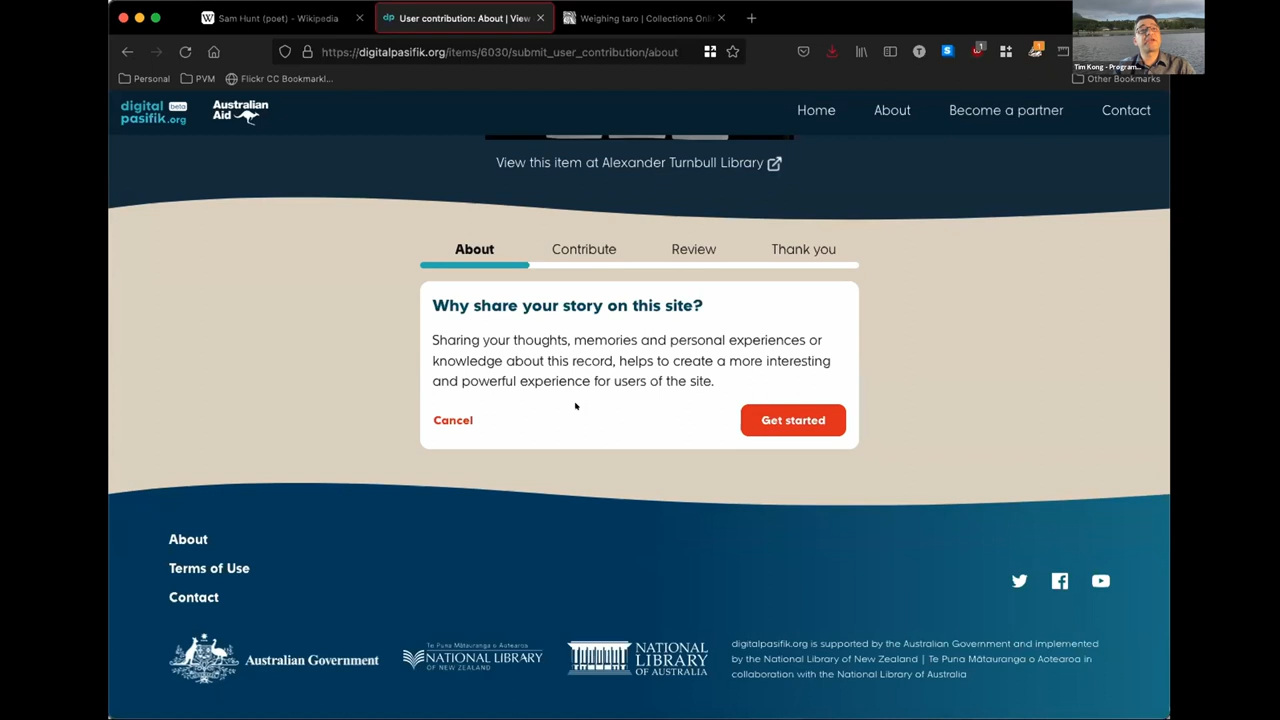 Sam Hunt (poet) - Wikipedia
dp User contribution: About | View
Weighing taro | Collections Onli
https://digitalpasifik.org/items/6030/submit_user_contribution/about
Personal
PVM
Flickr CC Bookmarkl...
Other Bookmarks
Tim Kong - Program...
digital beta
pasifik.org
Australian
Aid
Home
About
Become a partner
Contact
View this item at Alexander Turnbull Library
About
Contribute
Review
Thank you
Why share your story on this site?
Sharing your thoughts, memories and personal experiences or
knowledge about this record, helps to create a more interesting
and powerful experience for users of the site.
Cancel
Get started
About
Terms of Use
Contact
Australian Government
Te Puna Mātauranga o Aotearoa
NATIONAL LIBRARY
OF NEW ZEALAND
NATIONAL
LIBRARY
OF AUSTRALIA
digitalpasifik.org is supported by the Australian Government and implemented
by the National Library of New Zealand | Te Puna Mātauranga o Aotearoa in
collaboration with the National Library of Australia